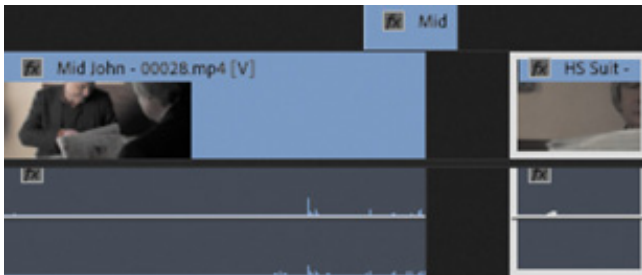 fx Mid
fx Mid John - 00028.mp4 [V]
fx HS Suit -
fx
fx